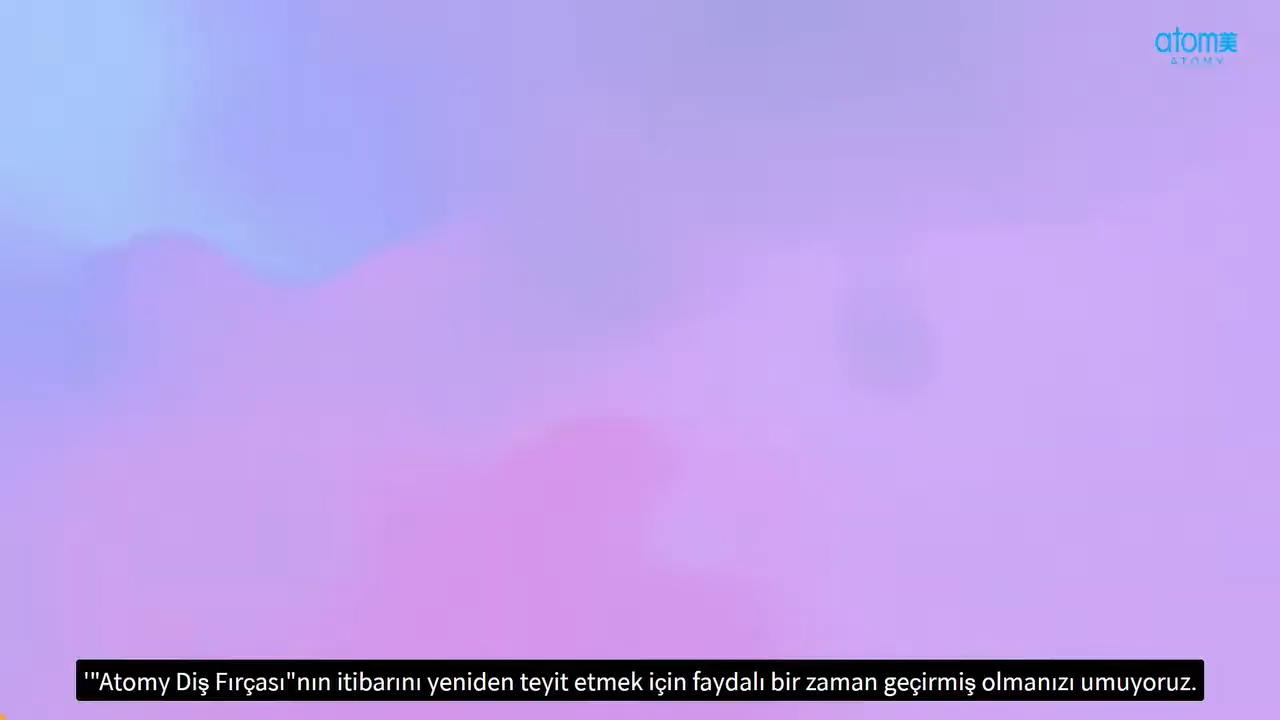 atom美
ATOMY
'"Atomy Diş Fırçası"nın itibarını yeniden teyit etmek için faydalı bir zaman geçirmiş olmanızı umuyoruz.